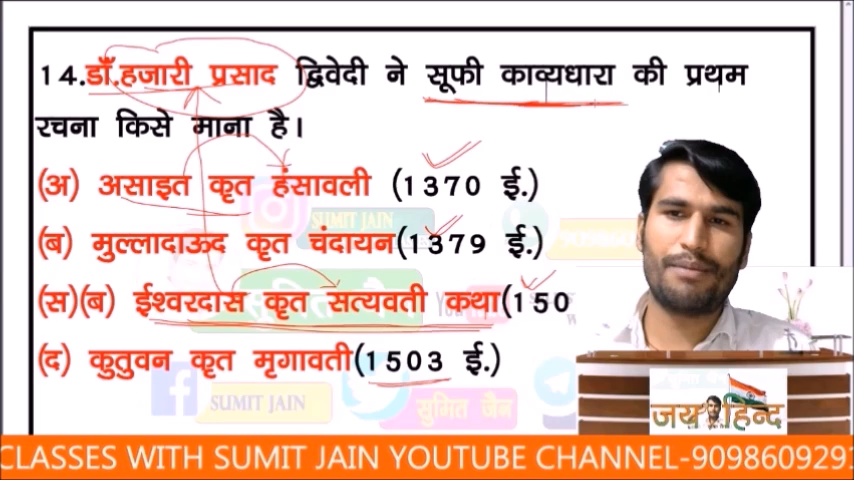 14.डॉ.हजारी प्रसाद द्विवेदी ने सूफी काव्यधारा की प्रथम
रचना किसे माना है।
(अ) असाइत कृत हंसावली (1370 ई.)
(ब) मुल्लादाऊद कृत चंदायन(1379 ई.)
(स)(ब) ईश्वरदास कृत सत्यवती कथा(150
(द) कुतुवन कृत मृगावती(1503 ई.)
SUMIT JAIN
सुमित जैन
SUMIT JAIN
सुमित जैन
जय हिन्द
CLASSES WITH SUMIT JAIN YOUTUBE CHANNEL-909860929